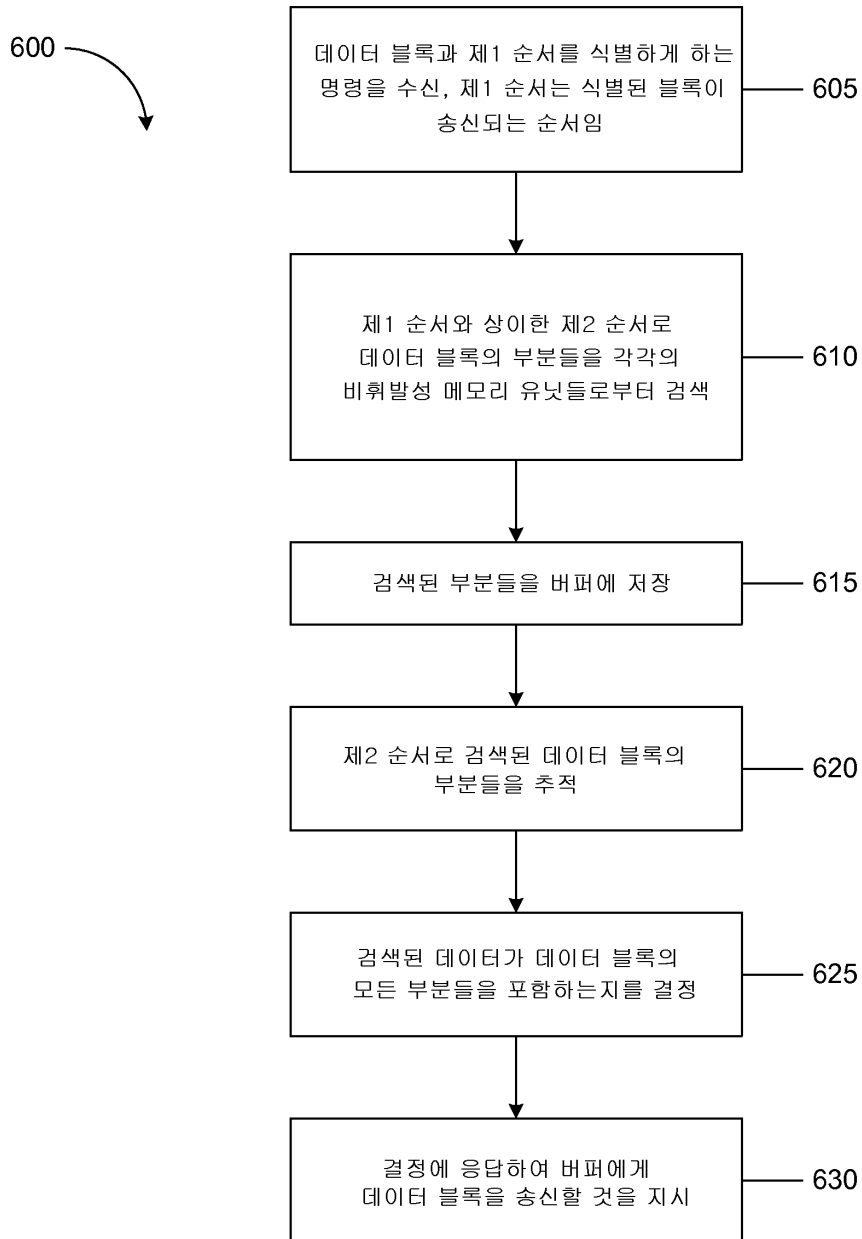 600
데이터 블록과 제1 순서를 식별하게 하는
명령을 수신, 제1 순서는 식별된 블록이
송신되는 순서임
605
제1 순서와 상이한 제2 순서로
데이터 블록의 부분들을 각각의
비휘발성 메모리 유닛들로부터 검색
610
검색된 부분들을 버퍼에 저장
615
제2 순서로 검색된 데이터 블록의
부분들을 추적
620
검색된 데이터가 데이터 블록의
모든 부분들을 포함하는지를 결정
625
결정에 응답하여 버퍼에게
데이터 블록을 송신할 것을 지시
630